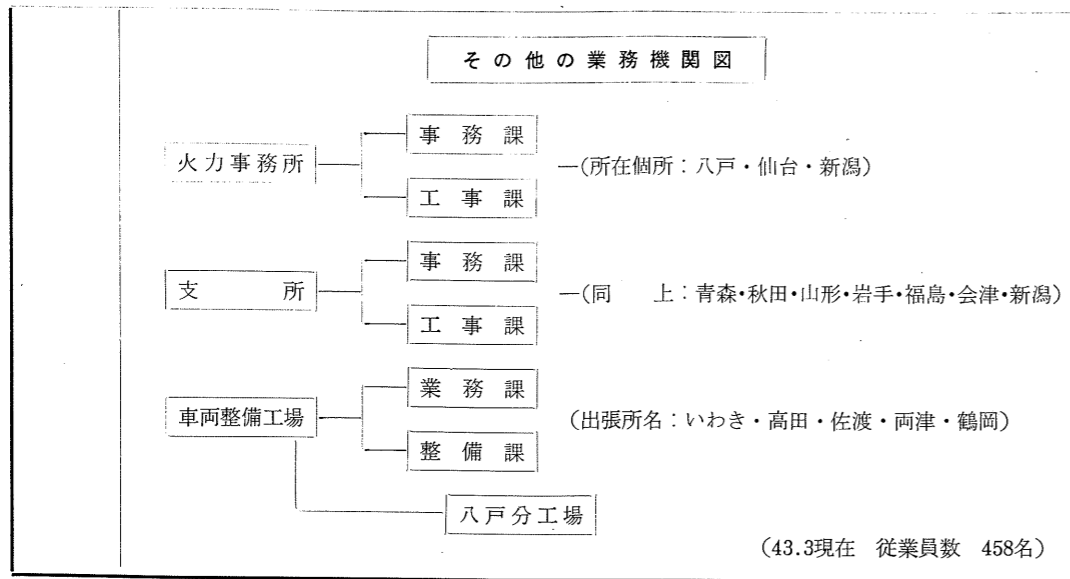 その他の業務機関図
事務課
火力事務所
―(所在個所：八戸・仙台・新潟)
工事課
事務課
支所
―(同　上：青森・秋田・山形・岩手・福島・会津・新潟)
工事課
業務課
車両整備工場
(出張所名：いわき・高田・佐渡・両津・鶴岡)
整備課
八戸分工場
(43.3現在　従業員数　458名)